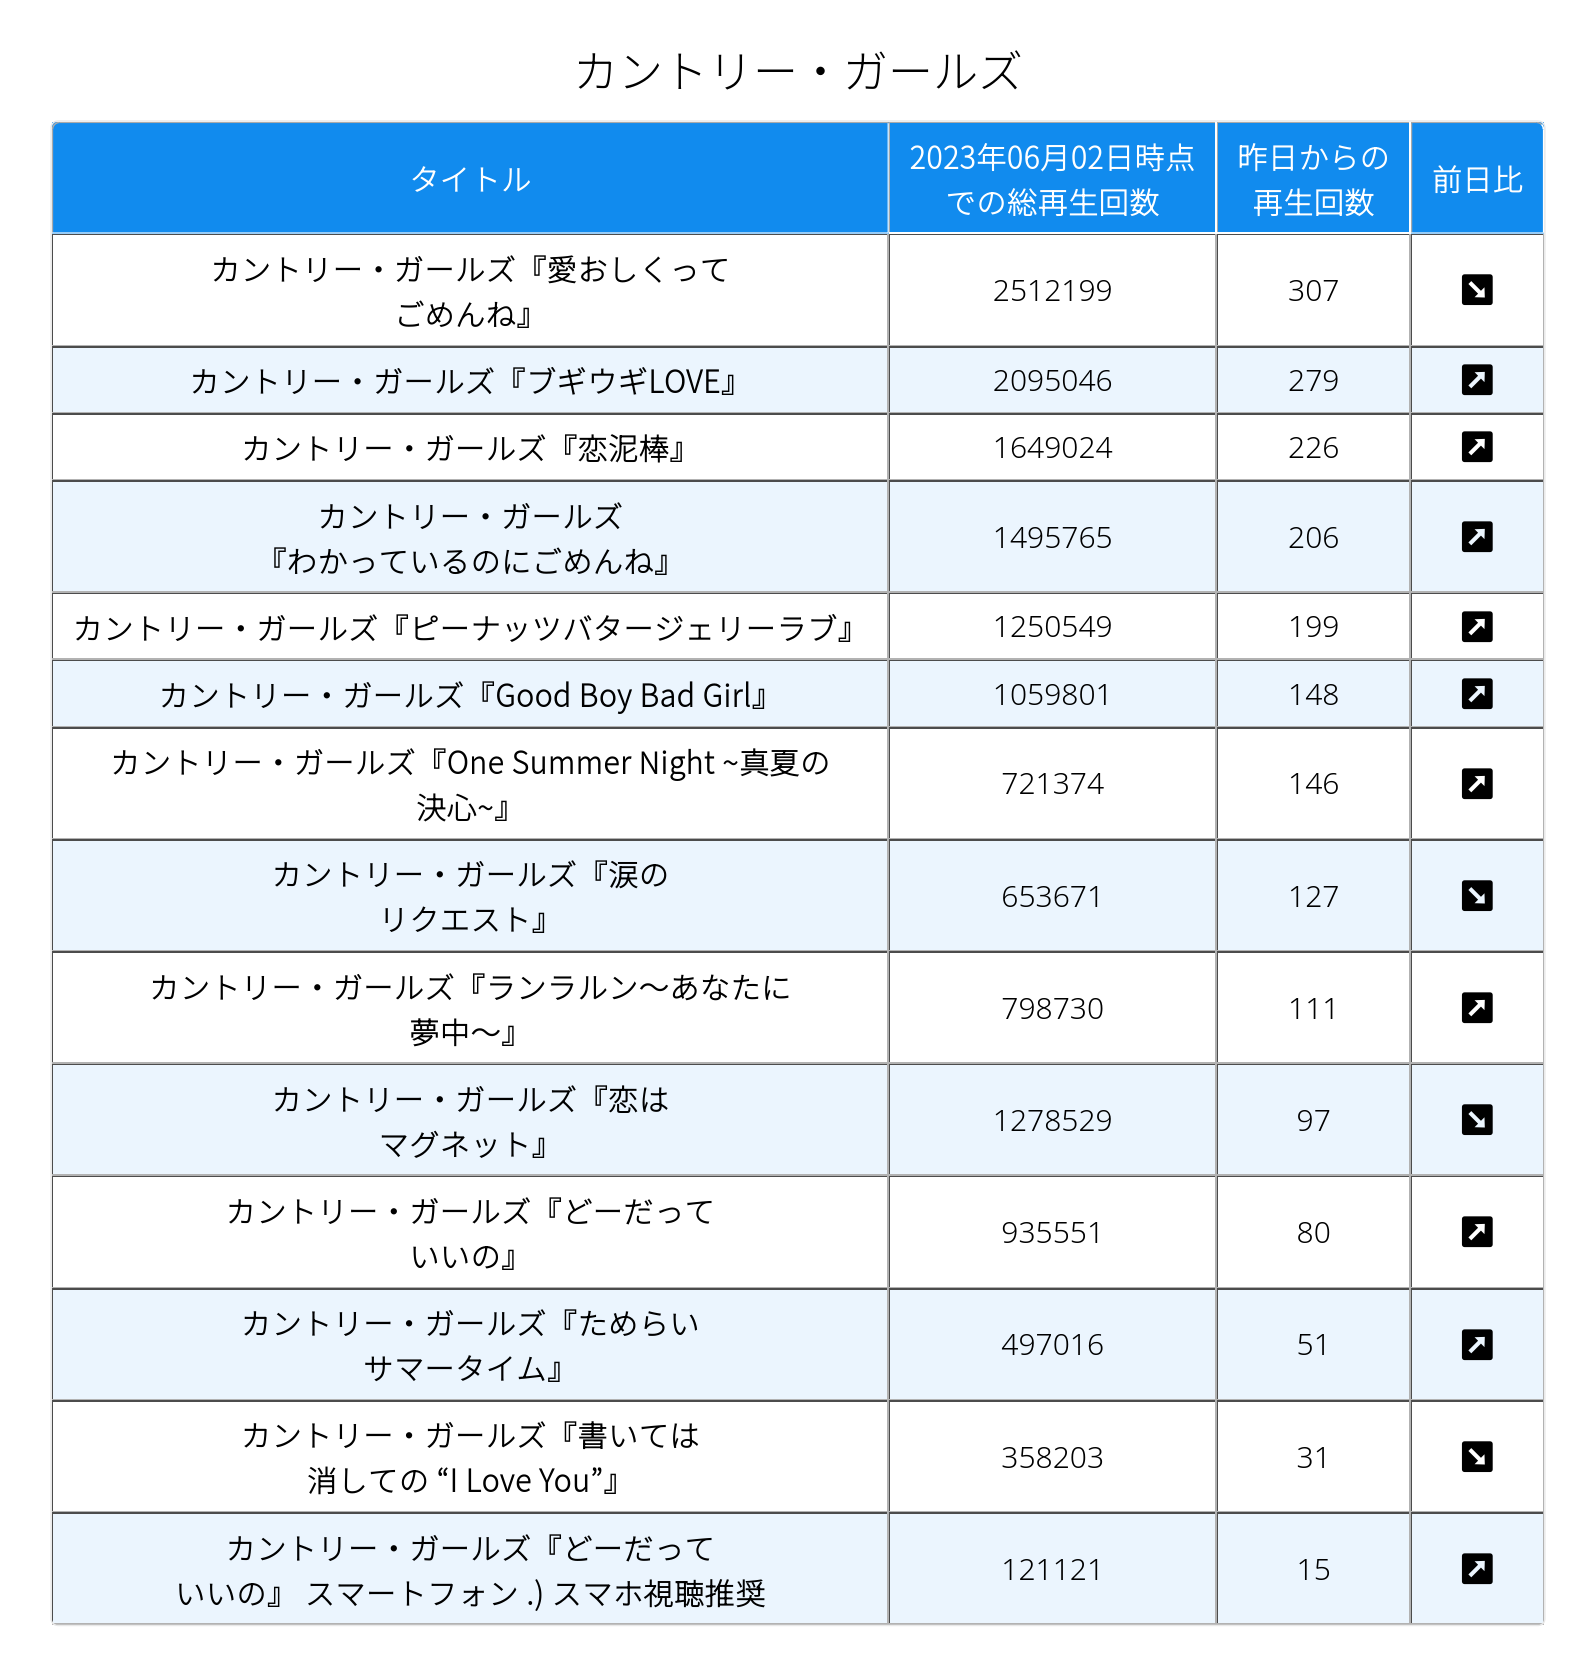 カントリー・ガールズ
タイトル
2023年06月02日時点
での総再生回数
昨日からの
再生回数
前日比
カントリー・ガールズ『愛おしくって
ごめんね』
2512199
307
カントリー・ガールズ『ブギウギLOVE』
2095046
279
カントリー・ガールズ『恋泥棒』
1649024
226
カントリー・ガールズ
『わかっているのにごめんね』
1495765
206
カントリー・ガールズ『ピーナッツバタージェリーラブ』
1250549
199
カントリー・ガールズ『Good Boy Bad Girl』
1059801
148
カントリー・ガールズ『One Summer Night ~真夏の
決心~』
721374
146
カントリー・ガールズ『涙の
リクエスト』
653671
127
カントリー・ガールズ『ランラルン〜あなたに
夢中〜』
798730
111
カントリー・ガールズ『恋は
マグネット』
1278529
97
カントリー・ガールズ『どーだって
いいの』
935551
80
カントリー・ガールズ『ためらい
サマータイム』
497016
51
カントリー・ガールズ『書いては
消しての “I Love You”』
358203
31
カントリー・ガールズ『どーだって
いいの』 スマートフォン .) スマホ視聴推奨
121121
15